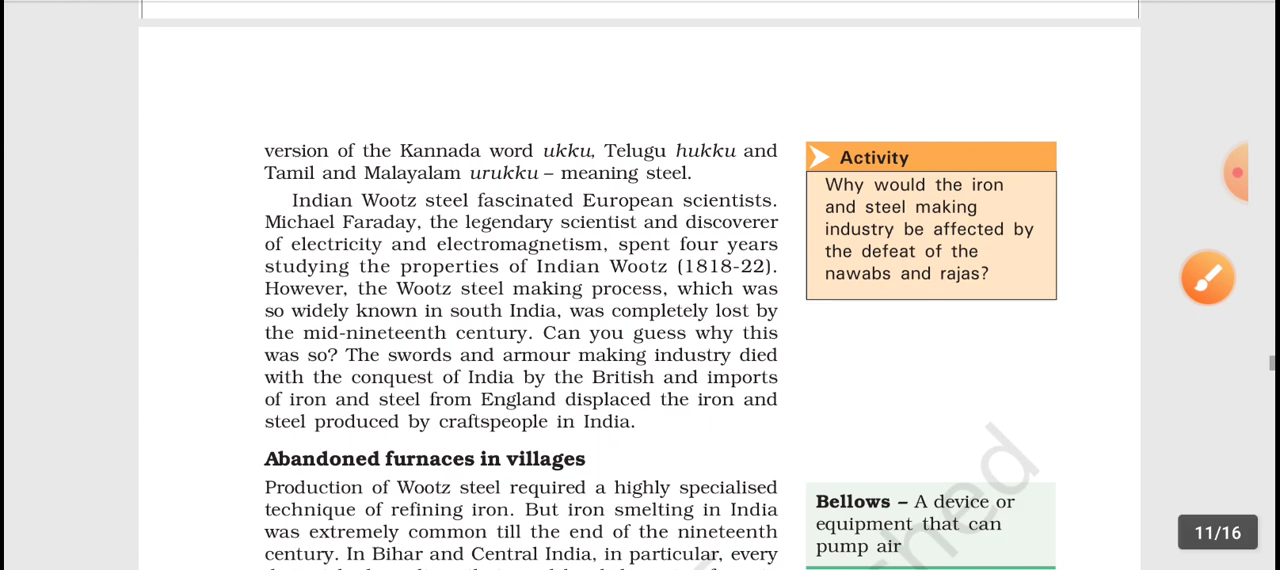 version of the Kannada word ukku, Telugu hukku and
Tamil and Malayalam urukku – meaning steel.
Indian Wootz steel fascinated European scientists.
Michael Faraday, the legendary scientist and discoverer
of electricity and electromagnetism, spent four years
studying the properties of Indian Wootz (1818-22).
However, the Wootz steel making process, which was
so widely known in south India, was completely lost by
the mid-nineteenth century. Can you guess why this
was so? The swords and armour making industry died
with the conquest of India by the British and imports
of iron and steel from England displaced the iron and
steel produced by craftspeople in India.
Abandoned furnaces in villages
Production of Wootz steel required a highly specialised
technique of refining iron. But iron smelting in India
was extremely common till the end of the nineteenth
century. In Bihar and Central India, in particular, every
Activity
Why would the iron
and steel making
industry be affected by
the defeat of the
nawabs and rajas?
Bellows – A device or
equipment that can
pump air
11/16